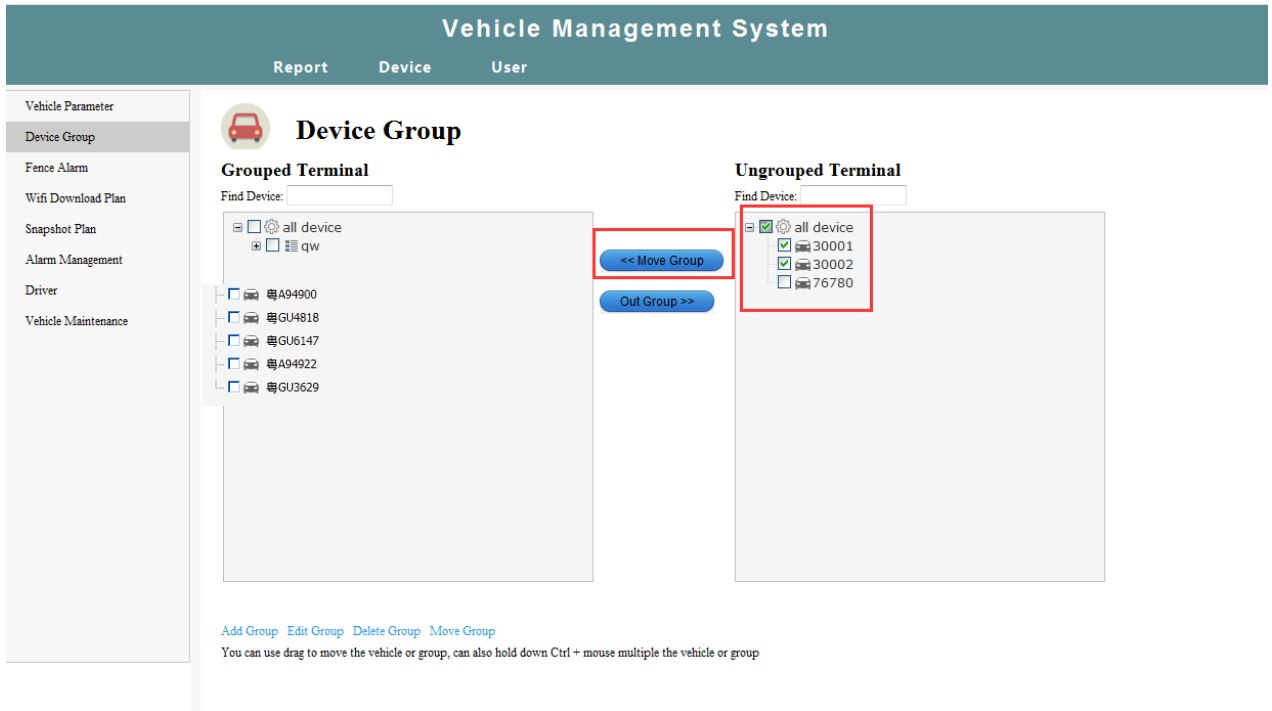 Vehicle Management System
Report Device User
Vehicle Parameter
Device Group
Fence Alarm
Wifi Download Plan
Snapshot Plan
Alarm Management
Driver
Vehicle Maintenance
Device Group
Grouped Terminal
Find Device:
all device
qw
粤A94900
粤GU4818
粤GU6147
粤A94922
粤GU3629
<< Move Group
Out Group >>
Ungrouped Terminal
Find Device:
all device
30001
30002
76780
Add Group Edit Group Delete Group Move Group
You can use drag to move the vehicle or group, can also hold down Ctrl + mouse multiple the vehicle or group